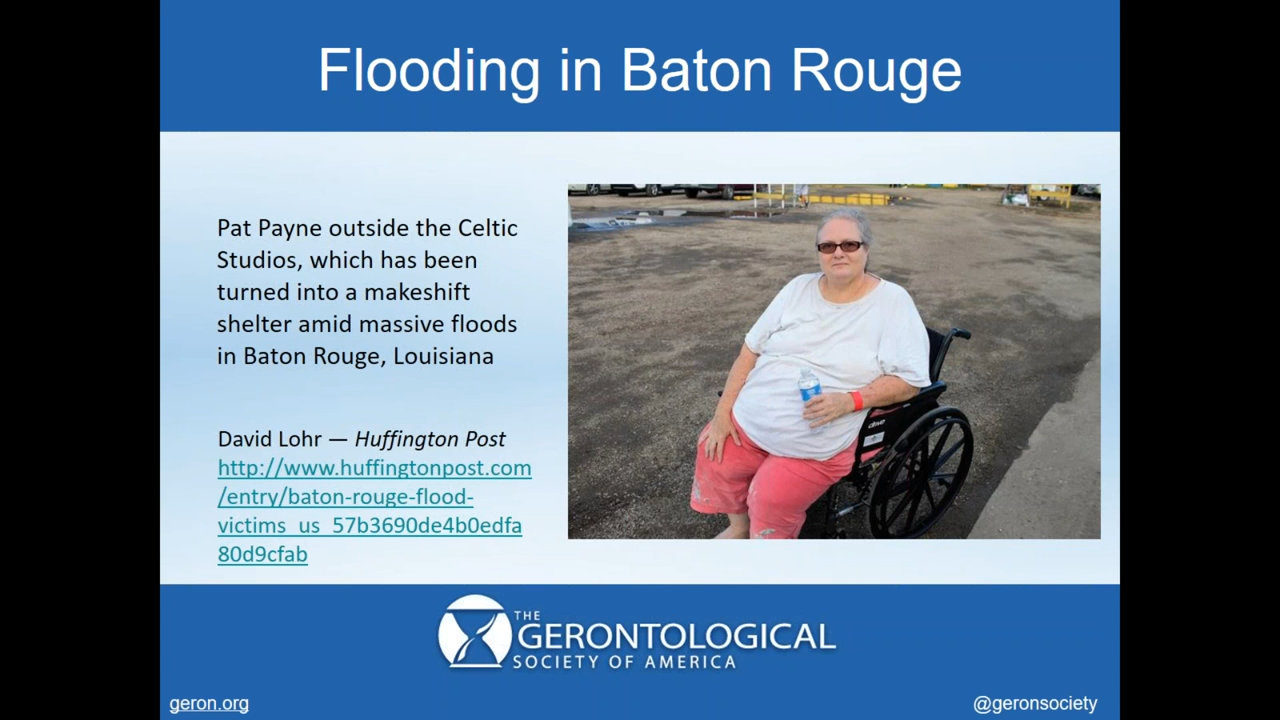 Flooding in Baton Rouge
Pat Payne outside the Celtic
Studios, which has been
turned into a makeshift
shelter amid massive floods
in Baton Rouge, Louisiana
David Lohr — Huffington Post
http://www.huffingtonpost.com
/entry/baton-rouge-flood-
victims_us_57b3690de4b0edfa
80d9cfab
drive
THE
GERONTOLOGICAL
SOCIETY OF AMERICA
geron.org
@geronsociety